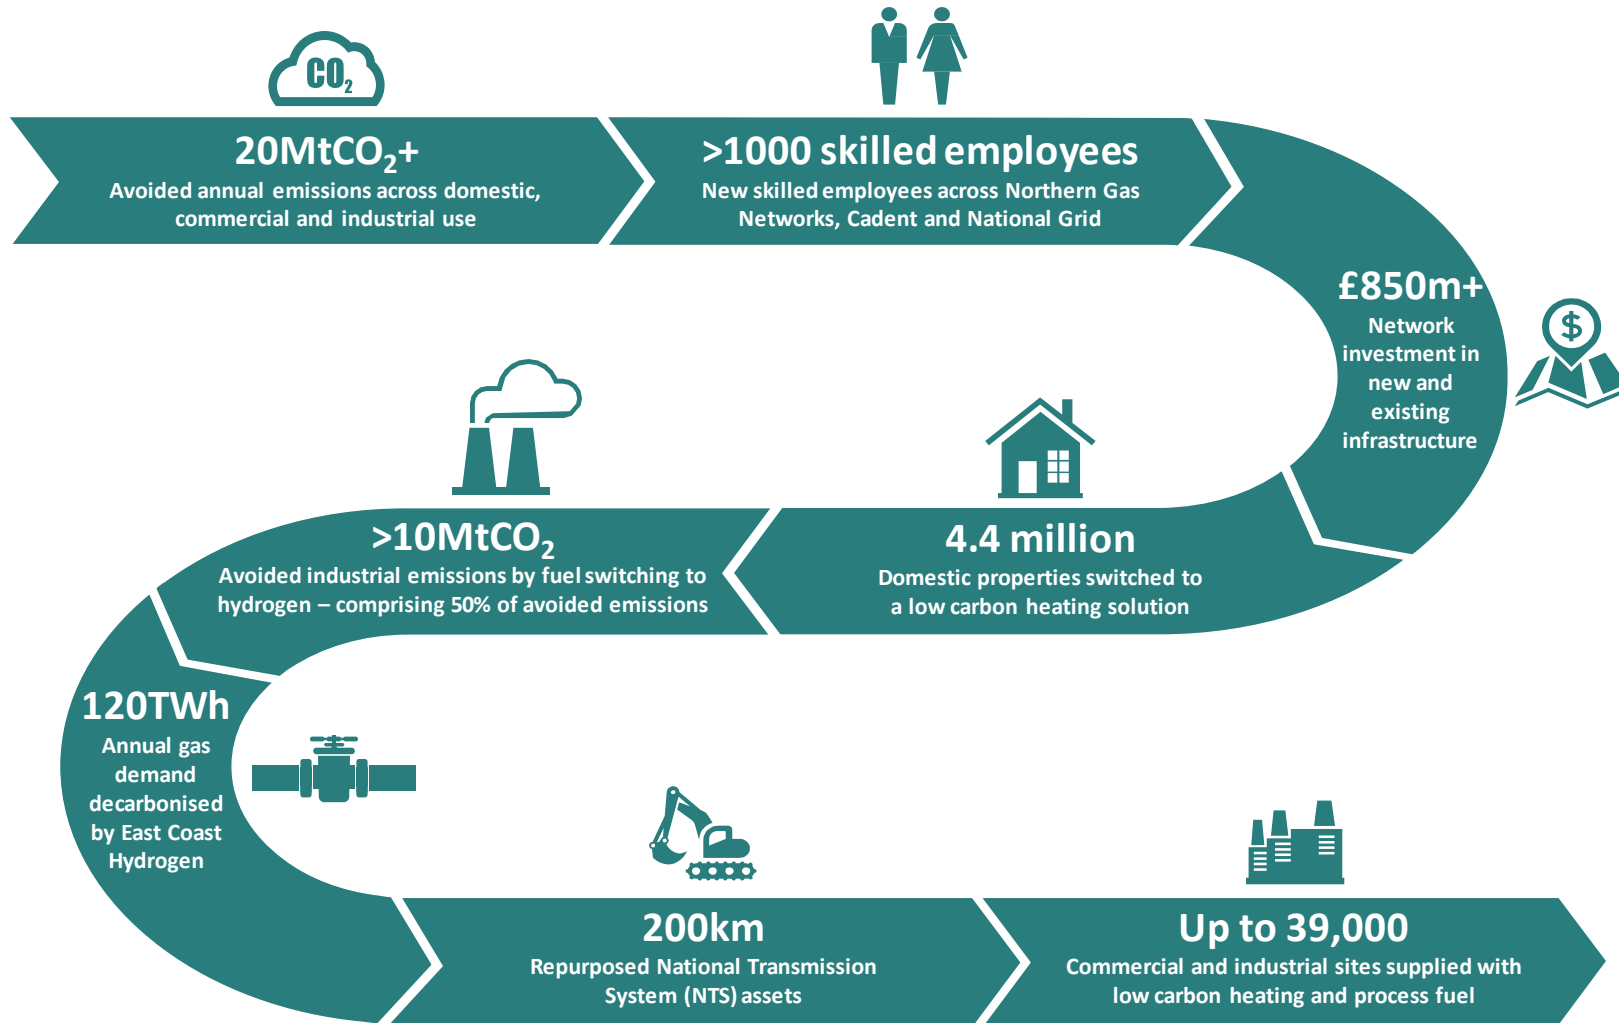 CO₂
20MtCO₂+
Avoided annual emissions across domestic,
commercial and industrial use
>1000 skilled employees
New skilled employees across Northern Gas
Networks, Cadent and National Grid
£850m+
Network
investment in
new and
existing
infrastructure
$
4.4 million
Domestic properties switched to
a low carbon heating solution
>10MtCO₂
Avoided industrial emissions by fuel switching to
hydrogen – comprising 50% of avoided emissions
120TWh
Annual gas
demand
decarbonised
by East Coast
Hydrogen
200km
Repurposed National Transmission
System (NTS) assets
Up to 39,000
Commercial and industrial sites supplied with
low carbon heating and process fuel